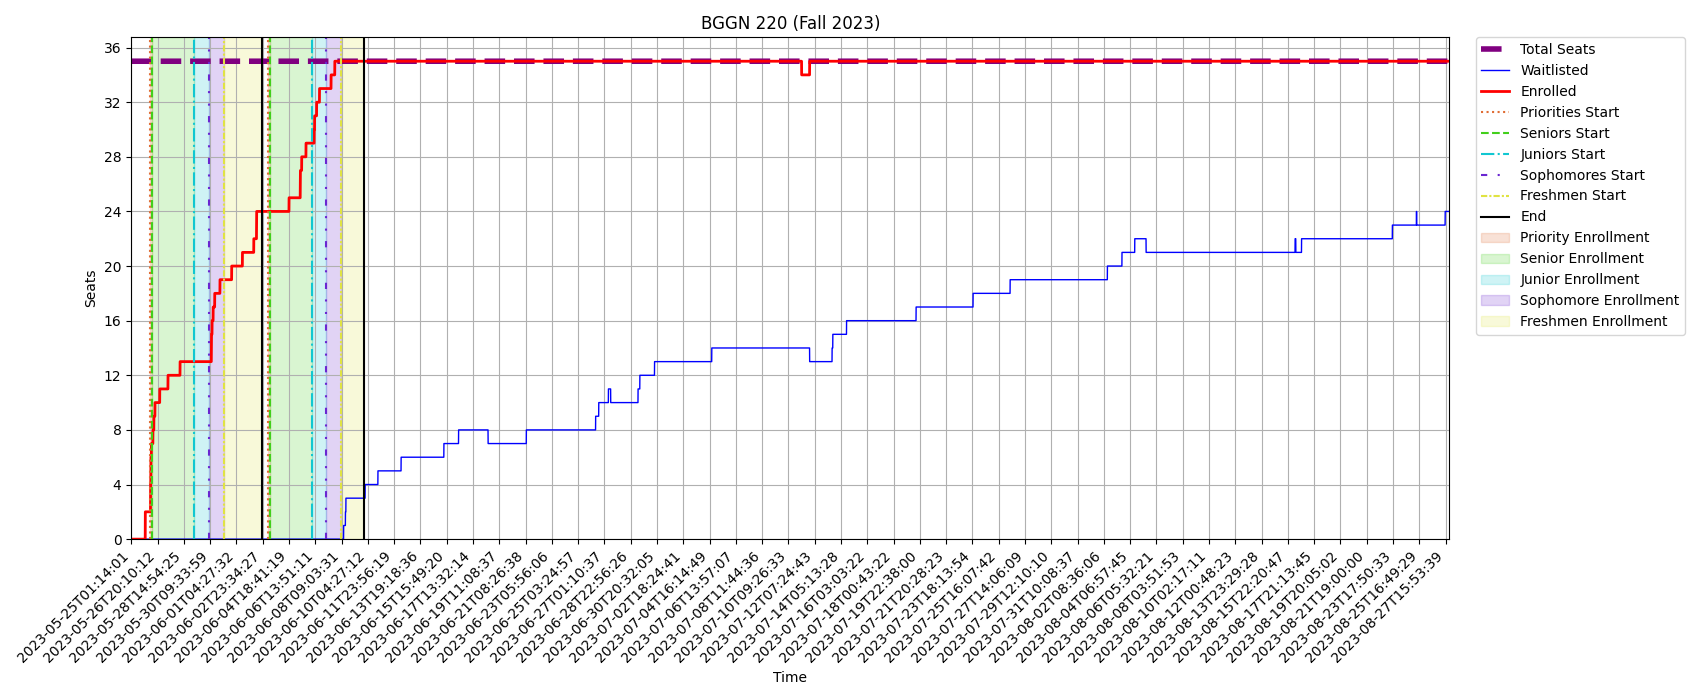 BGGN 220 (Fall 2023)
36
32
28
24
20
16
12
8
4
0
Seats
2023-05-25T01:14:01
2023-05-26T20:10:12
2023-05-28T14:54:25
2023-05-30T09:33:59
2023-06-01T04:27:32
2023-06-02T23:34:27
2023-06-04T18:41:19
2023-06-06T13:51:11
2023-06-08T09:03:31
2023-06-10T04:27:12
2023-06-11T23:56:19
2023-06-13T19:18:36
2023-06-15T15:49:20
2023-06-17T13:32:14
2023-06-19T11:08:37
2023-06-21T08:26:38
2023-06-23T05:56:06
2023-06-25T03:24:57
2023-06-27T01:10:37
2023-06-28T22:56:26
2023-06-30T20:32:05
2023-07-02T18:24:41
2023-07-04T16:14:49
2023-07-06T13:57:07
2023-07-08T11:44:36
2023-07-10T09:26:33
2023-07-12T07:24:43
2023-07-14T05:13:28
2023-07-16T03:03:22
2023-07-18T00:43:22
2023-07-19T22:38:00
2023-07-21T20:28:23
2023-07-23T18:13:54
2023-07-25T16:07:42
2023-07-27T14:06:09
2023-07-29T12:10:10
2023-07-31T10:08:37
2023-08-02T08:36:06
2023-08-04T06:57:45
2023-08-06T05:32:21
2023-08-08T03:51:53
2023-08-10T02:17:11
2023-08-12T00:48:23
2023-08-13T23:29:28
2023-08-15T22:20:47
2023-08-17T21:13:45
2023-08-19T20:05:02
2023-08-21T19:00:00
2023-08-23T17:50:33
2023-08-25T16:49:29
2023-08-27T15:53:39
Time
Total Seats
Waitlisted
Enrolled
Priorities Start
Seniors Start
Juniors Start
Sophomores Start
Freshmen Start
End
Priority Enrollment
Senior Enrollment
Junior Enrollment
Sophomore Enrollment
Freshmen Enrollment